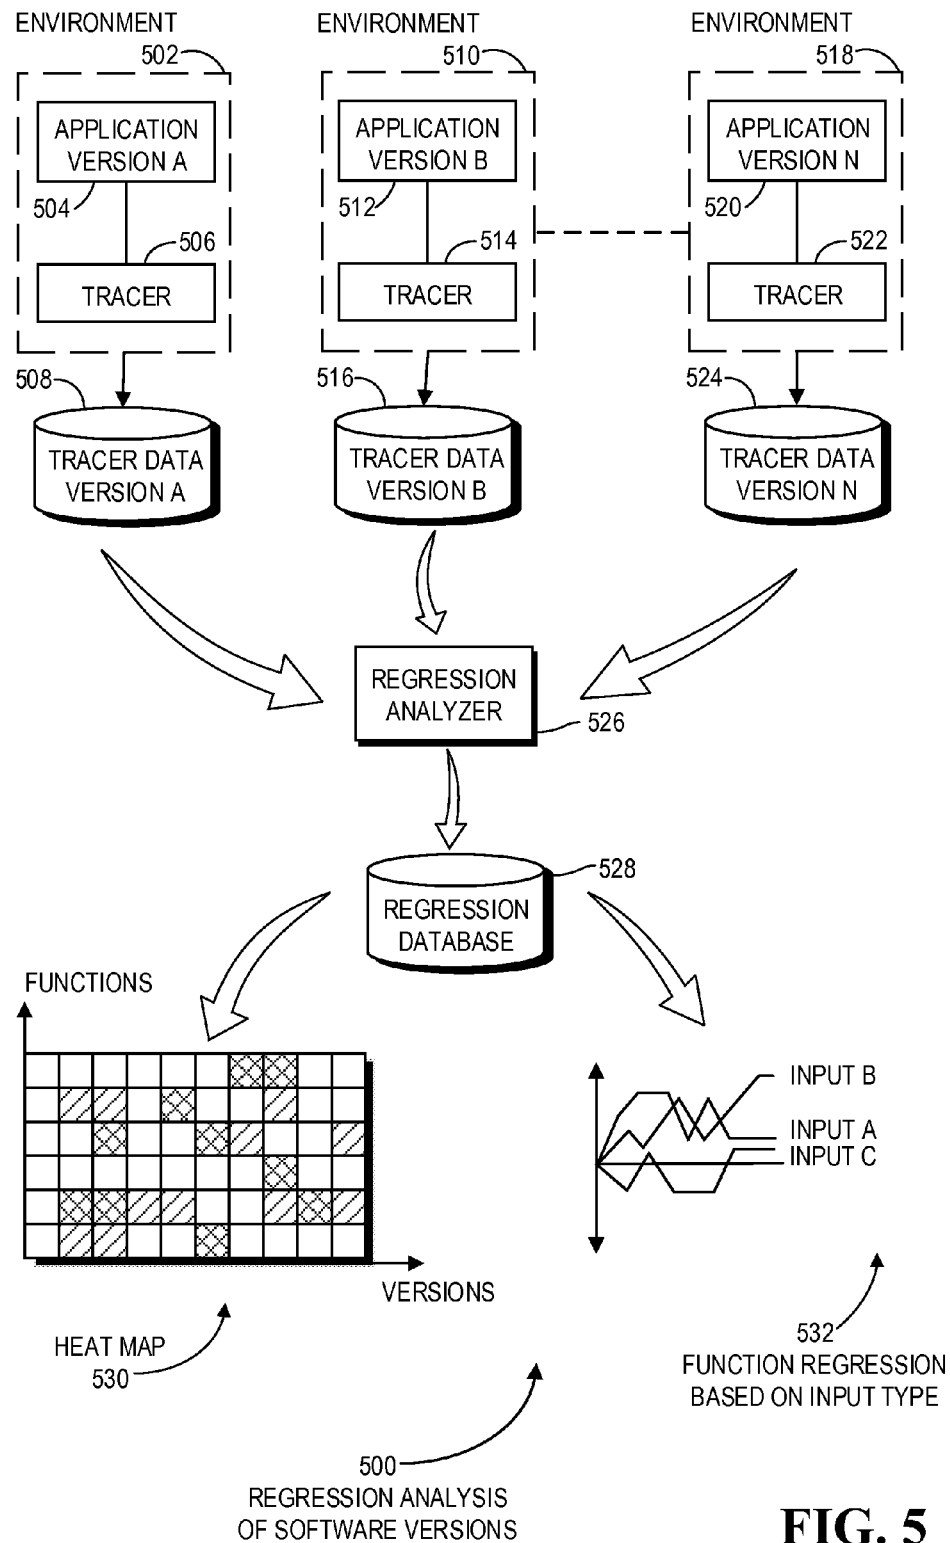 ENVIRONMENT
ENVIRONMENT
ENVIRONMENT
502
510
518
APPLICATION
VERSION A
APPLICATION
VERSION B
APPLICATION
VERSION N
504
512
520
506
514
522
TRACER
TRACER
TRACER
508
516
524
TRACER DATA
VERSION A
TRACER DATA
VERSION B
TRACER DATA
VERSION N
REGRESSION
ANALYZER
526
528
REGRESSION
DATABASE
FUNCTIONS
VERSIONS
HEAT MAP
530
INPUT B
INPUT A
INPUT C
532
FUNCTION REGRESSION
BASED ON INPUT TYPE
500
REGRESSION ANALYSIS
OF SOFTWARE VERSIONS
FIG. 5